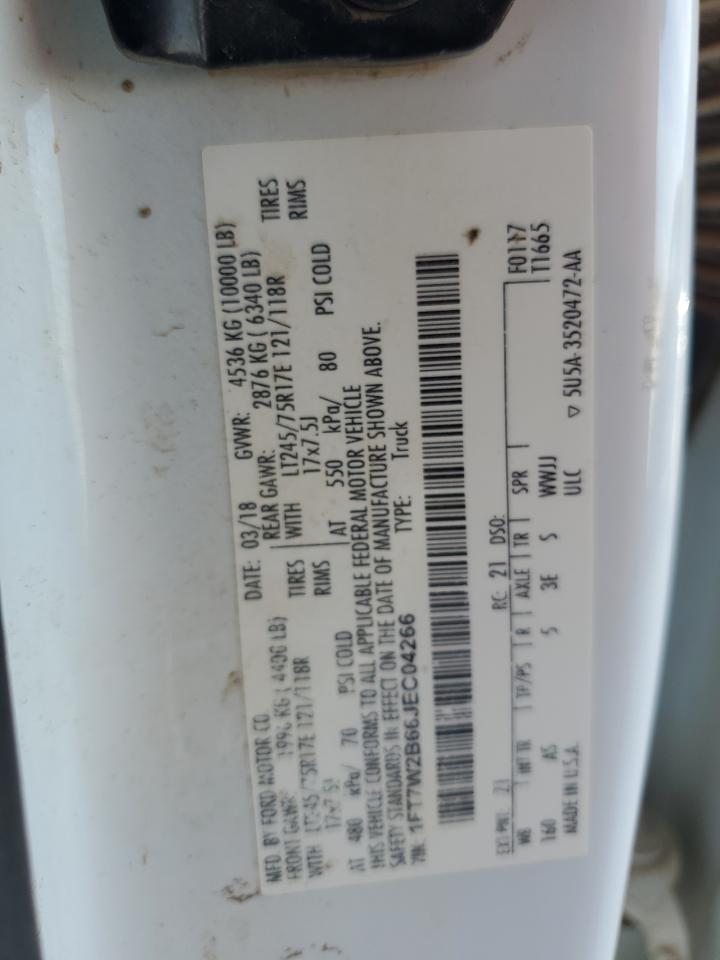 MFD. BY FORD MOTOR CO. DATE: 03/18 GVWR: 4536 KG (10000 LB)
FRONT GAWR: KG ( LB) REAR GAWR: 2876 KG ( 6340 LB)
WITH 75R17E 121/118R TIRES WITH LT245/75R17E 121/118R TIRES
17x7.5J RIMS 17x7.5J RIMS
AT 480 kPa/ 70 PSI COLD AT 550 kPa/ 80 PSI COLD
THIS VEHICLE CONFORMS TO ALL APPLICABLE FEDERAL MOTOR VEHICLE
SAFETY STANDARDS IN EFFECT ON THE DATE OF MANUFACTURE SHOWN ABOVE.
VIN: 1FT7W2B66JEC04266 TYPE: Truck
EXT PNT: Z1 RC: 21 DSO: F0117
WB INT TR TP/PS R AXLE TR SPR T1665
160 AS 5 3E S WWJJ
MADE IN U.S.A. ULC ▽ 5U5A-3520472-AA